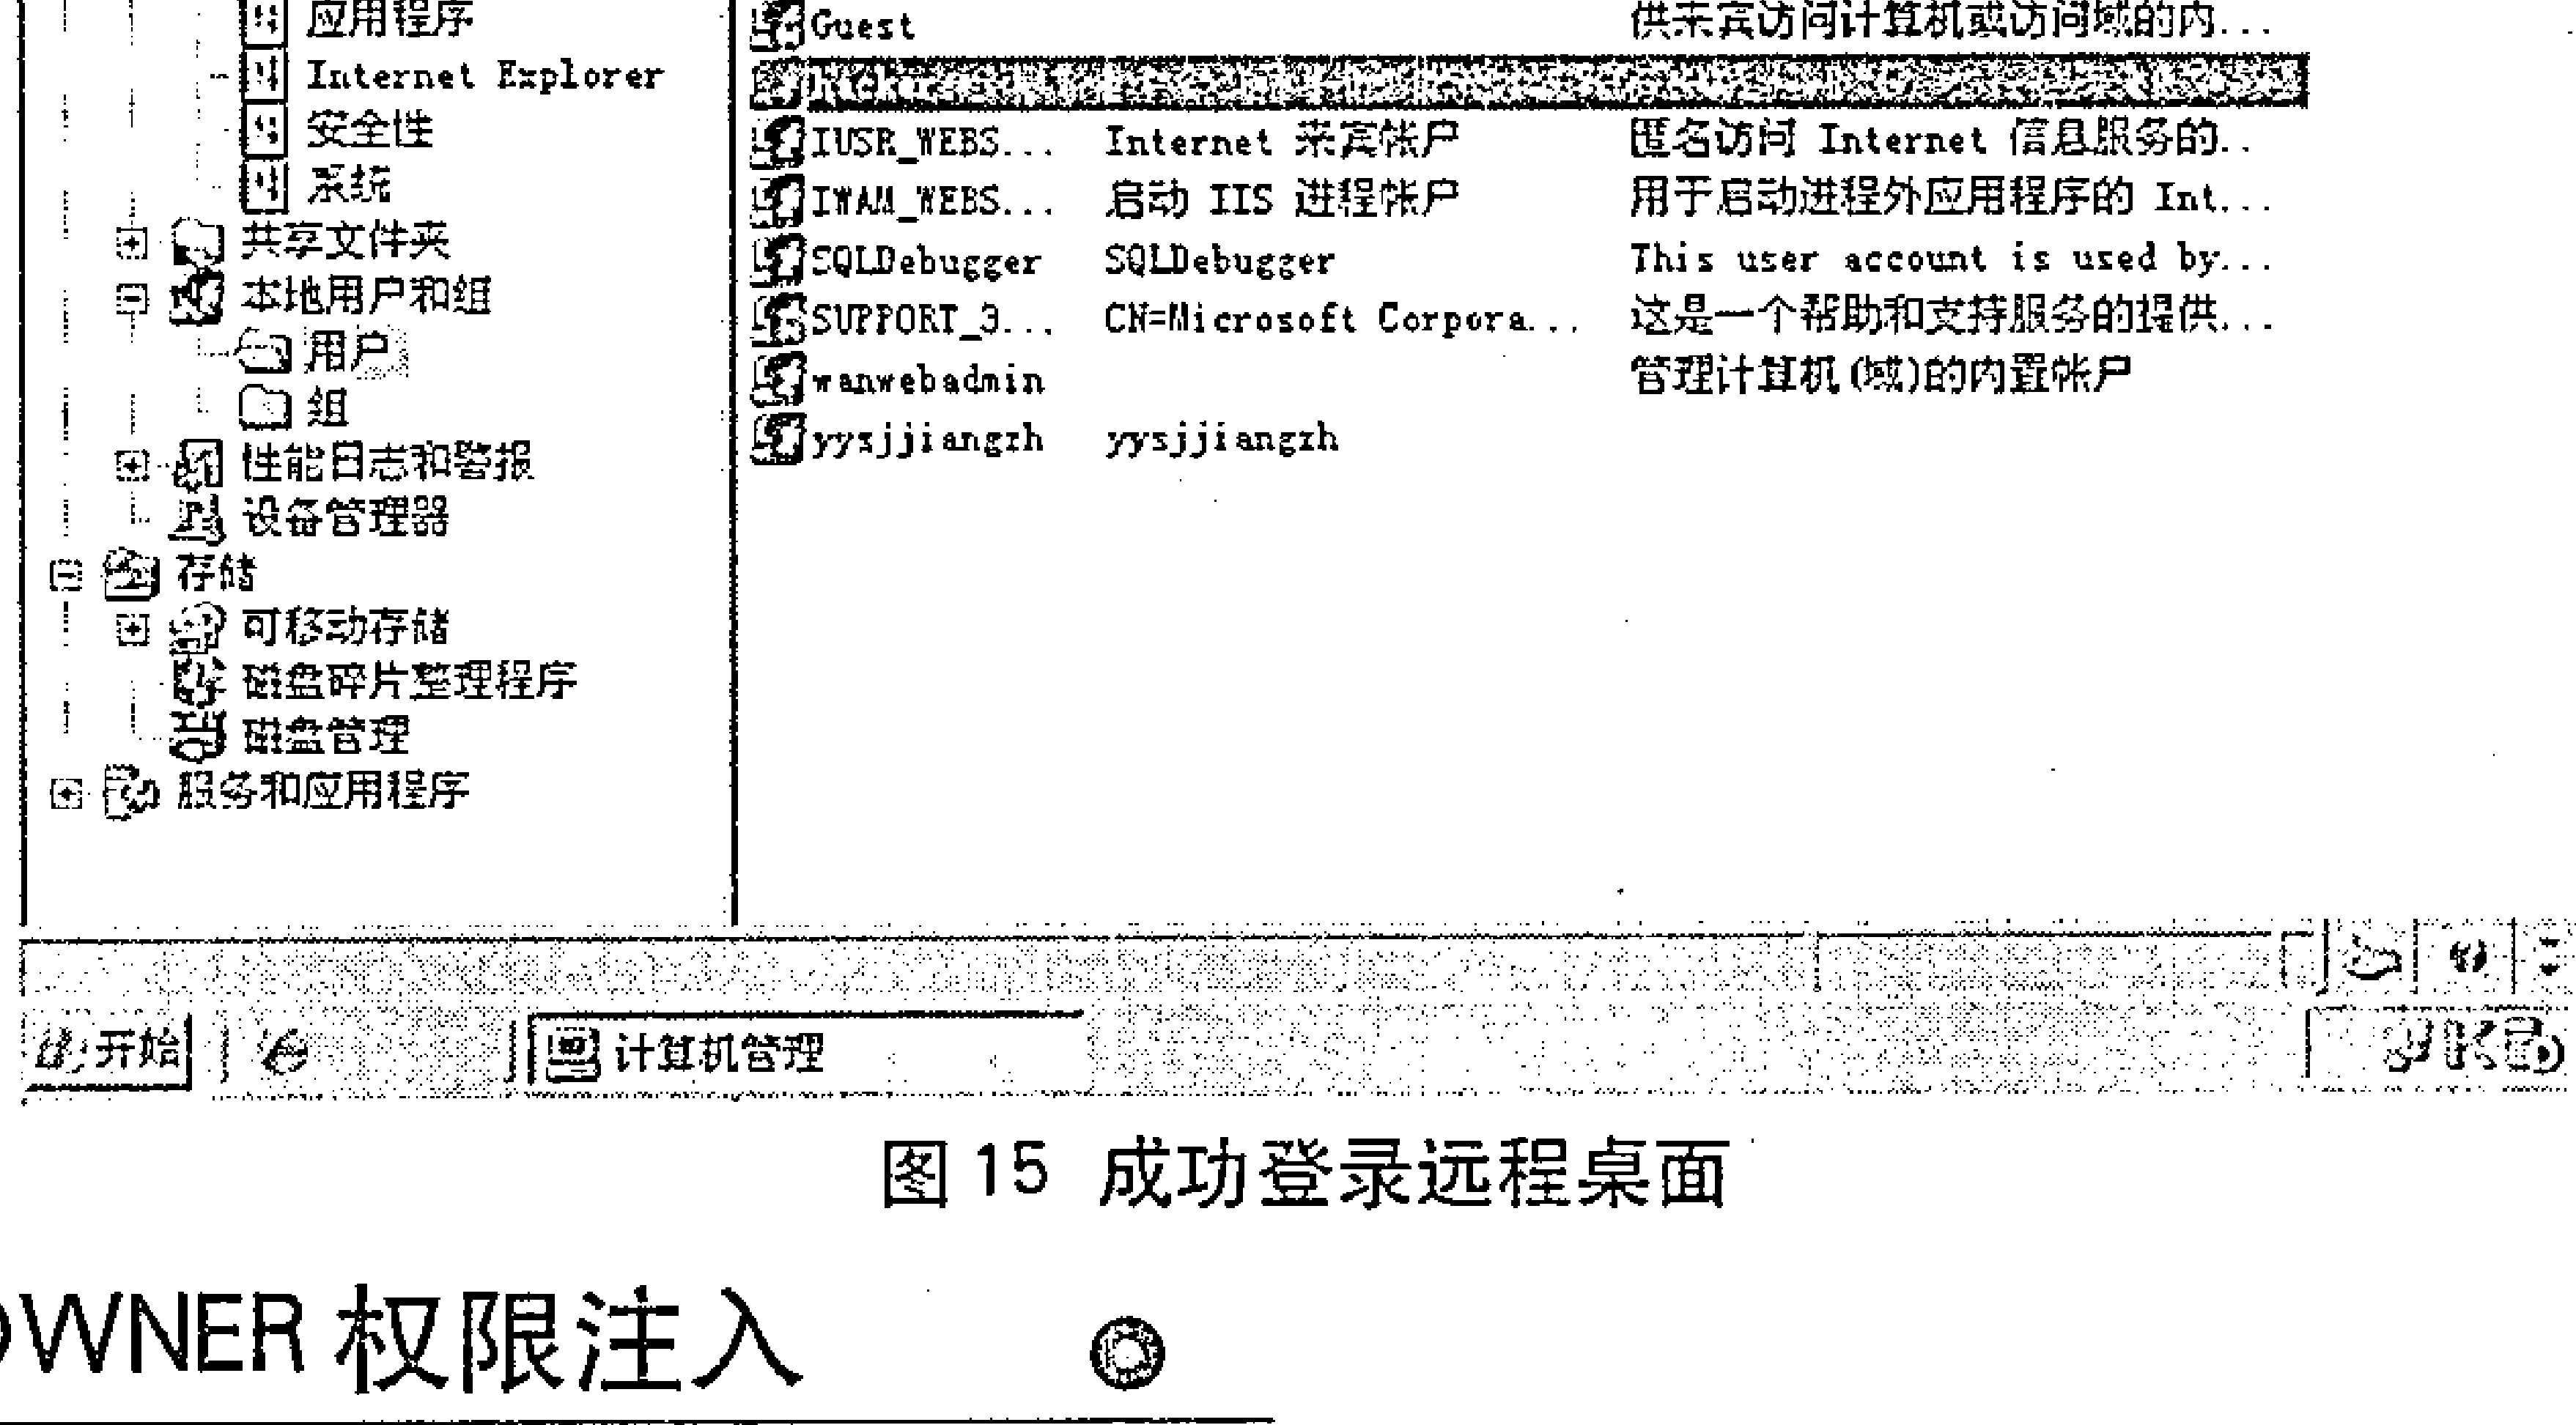 应用程序
Internet Explorer
安全性
系统
共享文件夹
本地用户和组
用户
组
性能日志和警报
设备管理器
存储
可移动存储
磁盘碎片整理程序
磁盘管理
服务和应用程序
Guest 供来宾访问计算机或访问域的内...
IUSR_WEBS... Internet 来宾帐户 匿名访问 Internet 信息服务的..
IWAM_WEBS... 启动 IIS 进程帐户 用于启动进程外应用程序的 Int...
SQLDebugger SQLDebugger This user account is used by...
SUPPORT_3... CN=Microsoft Corpora... 这是一个帮助和支持服务的提供...
wanwebadmin 管理计算机(域)的内置帐户
yysjjiangzh yysjjiangzh
开始 计算机管理
图 15 成功登录远程桌面
OWNER 权限注入